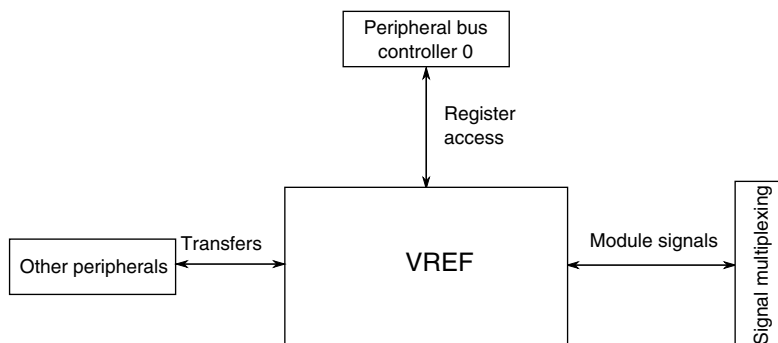 Peripheral bus
controller 0
Register
access
Transfers
Other peripherals
VREF
Module signals
Signal multiplexing